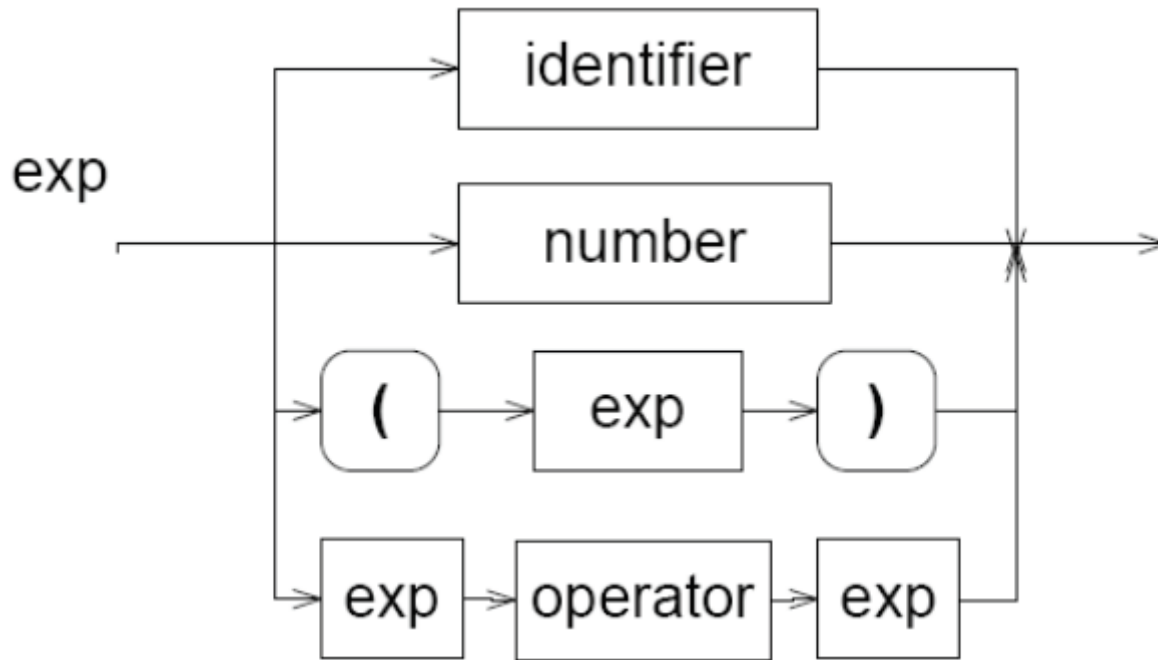 identifier
exp
number
( exp )
exp operator exp